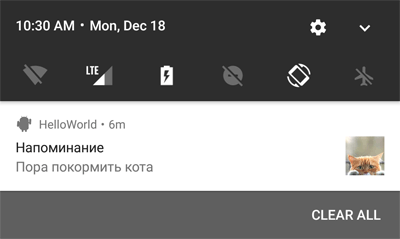 10:30 AM • Mon, Dec 18
LTE
HelloWorld • 6m
Напоминание
Пора покормить кота
CLEAR ALL